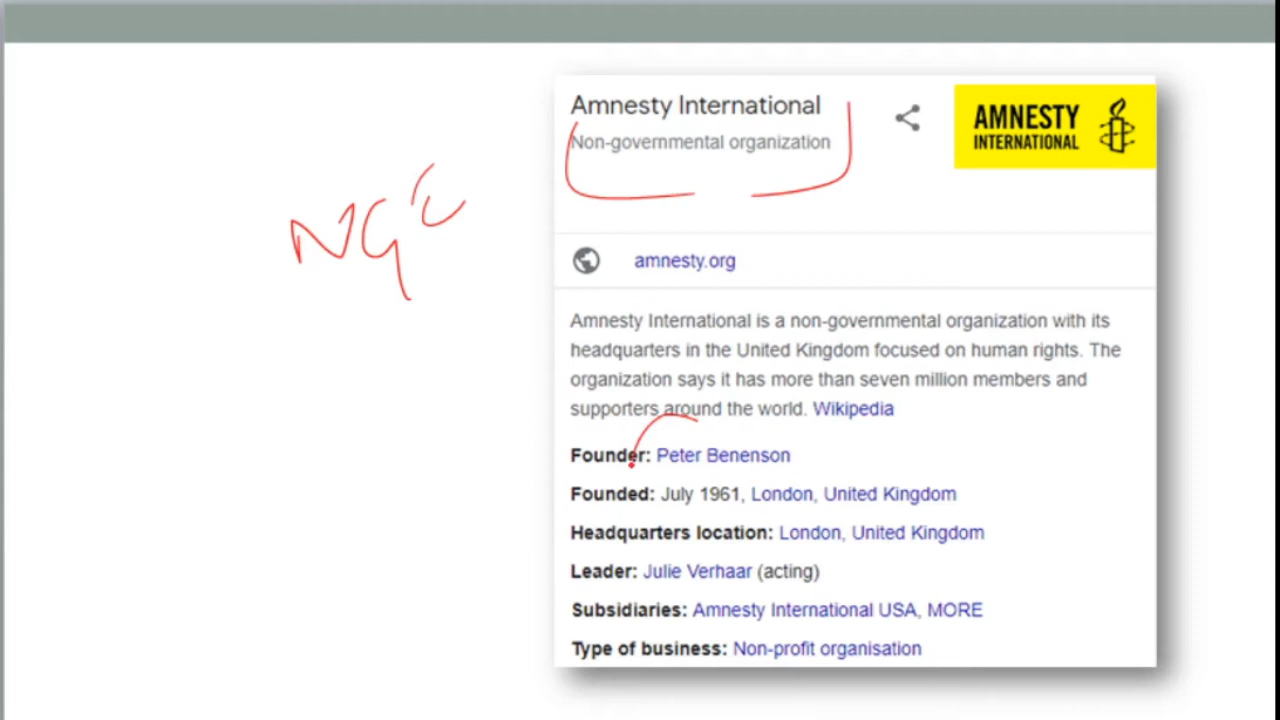 Amnesty International
Non-governmental organization
AMNESTY
INTERNATIONAL
NGO
amnesty.org
Amnesty International is a non-governmental organization with its
headquarters in the United Kingdom focused on human rights. The
organization says it has more than seven million members and
supporters around the world. Wikipedia
Founder: Peter Benenson
Founded: July 1961, London, United Kingdom
Headquarters location: London, United Kingdom
Leader: Julie Verhaar (acting)
Subsidiaries: Amnesty International USA, MORE
Type of business: Non-profit organisation